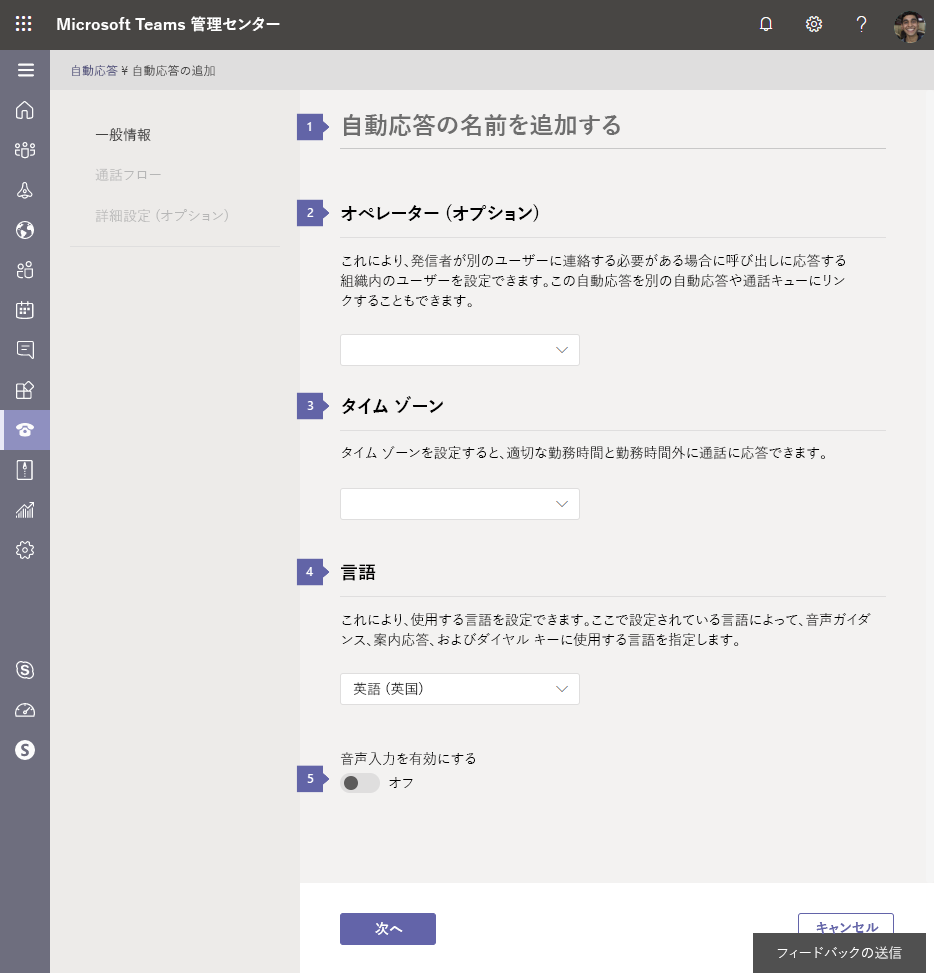 Microsoft Teams 管理センター
自動応答 ¥ 自動応答の追加
一般情報
通話フロー
詳細設定 (オプション)
1 自動応答の名前を追加する
2 オペレーター (オプション)
これにより、発信者が別のユーザーに連絡する必要がある場合に呼び出しに応答する
組織内のユーザーを設定できます。この自動応答を別の自動応答や通話キューにリン
クすることもできます。
3 タイム ゾーン
タイム ゾーンを設定すると、適切な勤務時間と勤務時間外に通話に応答できます。
4 言語
これにより、使用する言語を設定できます。ここで設定されている言語によって、音声ガイダ
ンス、案内応答、およびダイヤル キーに使用する言語を指定します。
英語 (英国)
音声入力を有効にする
5 オフ
次へ
キャンセル
フィードバックの送信